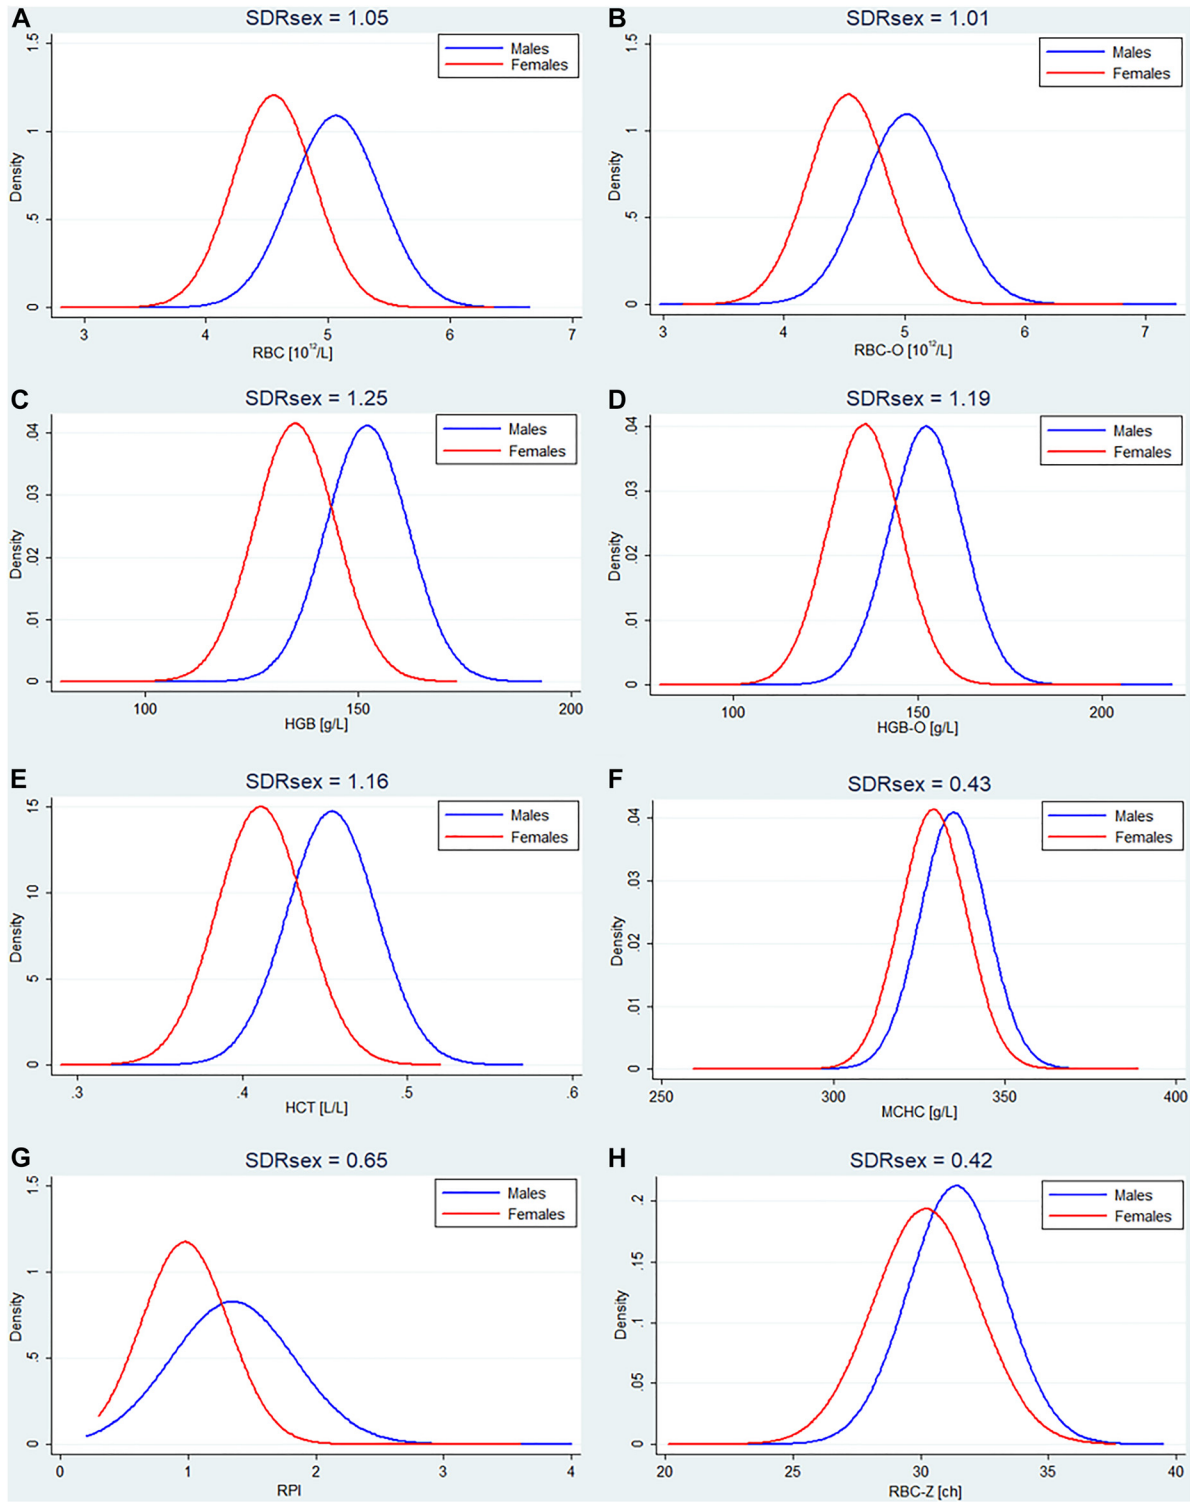 A
SDRsex = 1.05
Males
Females
1.5
1
.5
0
Density
3 4 5 6 7
RBC [10¹²/L]
B
SDRsex = 1.01
Males
Females
1.5
1
.5
0
Density
3 4 5 6 7
RBC-O [10¹²/L]
C
SDRsex = 1.25
Males
Females
.04
.03
.02
.01
0
Density
100 150 200
HGB [g/L]
D
SDRsex = 1.19
Males
Females
.04
.03
.02
.01
0
Density
100 150 200
HGB-O [g/L]
E
SDRsex = 1.16
Males
Females
15
10
5
0
Density
.3 .4 .5 .6
HCT [L/L]
F
SDRsex = 0.43
Males
Females
.04
.03
.02
.01
0
Density
250 300 350 400
MCHC [g/L]
G
SDRsex = 0.65
Males
Females
1.5
1
.5
0
Density
0 1 2 3 4
RPI
H
SDRsex = 0.42
Males
Females
.2
.15
.1
.05
0
Density
20 25 30 35 40
RBC-Z [ch]